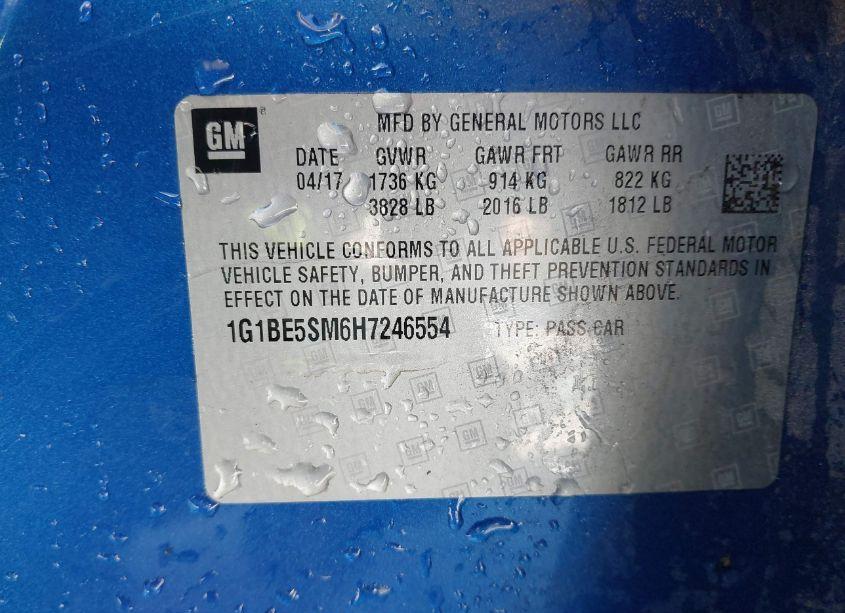 GM
MFD BY GENERAL MOTORS LLC
DATE GVWR GAWR FRT GAWR RR
04/17 1736 KG 914 KG 822 KG
3828 LB 2016 LB 1812 LB
THIS VEHICLE CONFORMS TO ALL APPLICABLE U.S. FEDERAL MOTOR
VEHICLE SAFETY, BUMPER, AND THEFT PREVENTION STANDARDS IN
EFFECT ON THE DATE OF MANUFACTURE SHOWN ABOVE.
1G1BE5SM6H7246554 TYPE: PASS CAR